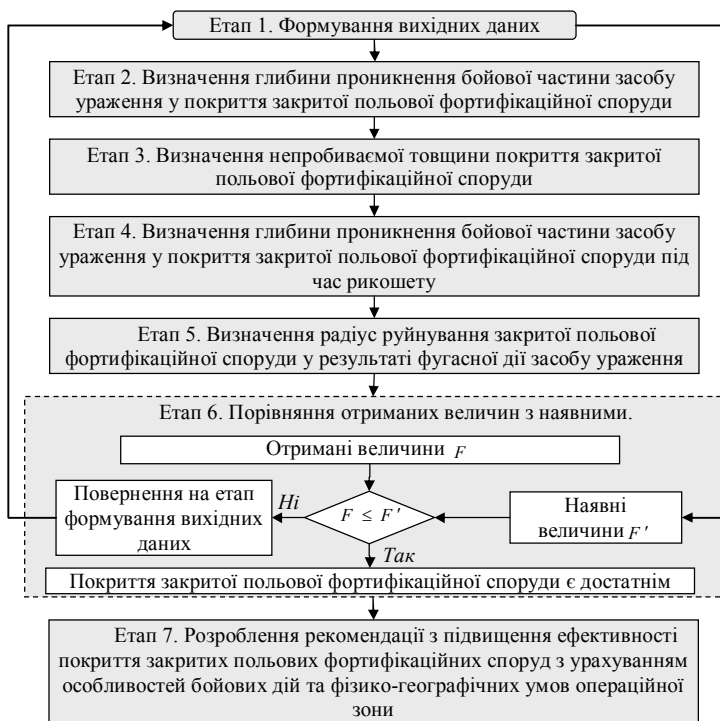 Етап 1. Формування вихідних даних
Етап 2. Визначення глибини проникнення бойової частини засобу
ураження у покриття закритої польової фортифікаційної споруди
Етап 3. Визначення непробиваємої товщини покриття закритої
польової фортифікаційної споруди
Етап 4. Визначення глибини проникнення бойової частини засобу
ураження у покриття закритої польової фортифікаційної споруди під
час рикошету
Етап 5. Визначення радіус руйнування закритої польової
фортифікаційної споруди у результаті фугасної дії засобу ураження
Етап 6. Порівняння отриманих величин з наявними.
Отримані величини F
Повернення на етап
формування вихідних
даних
Ні
F ≤ F'
Наявні
величини F'
Так
Покриття закритої польової фортифікаційної споруди є достатнім
Етап 7. Розроблення рекомендації з підвищення ефективності
покриття закритих польових фортифікаційних споруд з урахуванням
особливостей бойових дій та фізико-географічних умов операційної
зони